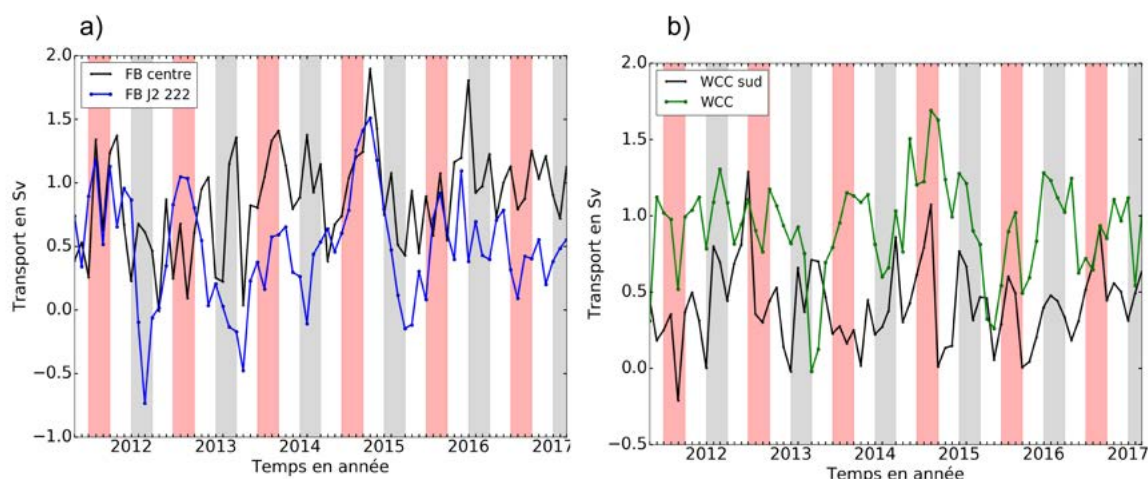 a)
2.0
1.5
1.0
0.5
0.0
−0.5
−1.0
Transport en Sv
FB centre
FB J2 222
2012 2013 2014 2015 2016 2017
Temps en année
b)
2.0
1.5
1.0
0.5
0.0
−0.5
Transport en Sv
WCC sud
WCC
2012 2013 2014 2015 2016 2017
Temps en année